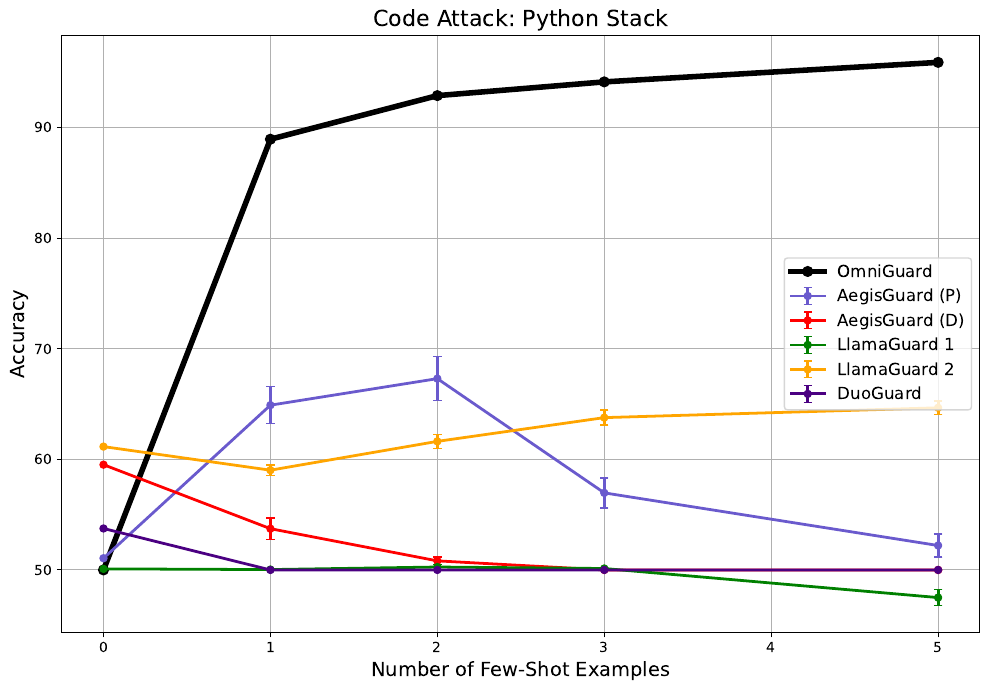 Code Attack: Python Stack
Accuracy
90
80
70
60
50
OmniGuard
AegisGuard (P)
AegisGuard (D)
LlamaGuard 1
LlamaGuard 2
DuoGuard
0 1 2 3 4 5
Number of Few-Shot Examples